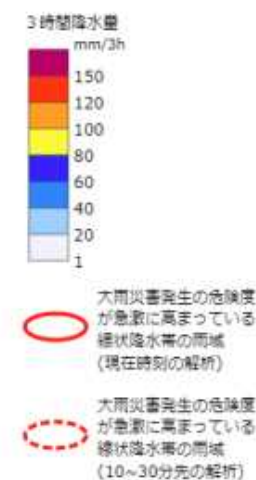 3時間降水量
mm/3h
150
120
100
80
60
40
20
1
大雨災害発生の危険度
が急激に高まっている
線状降水帯の雨域
(現在時刻の解析)
大雨災害発生の危険度
が急激に高まっている
線状降水帯の雨域
(10~30分先の解析)